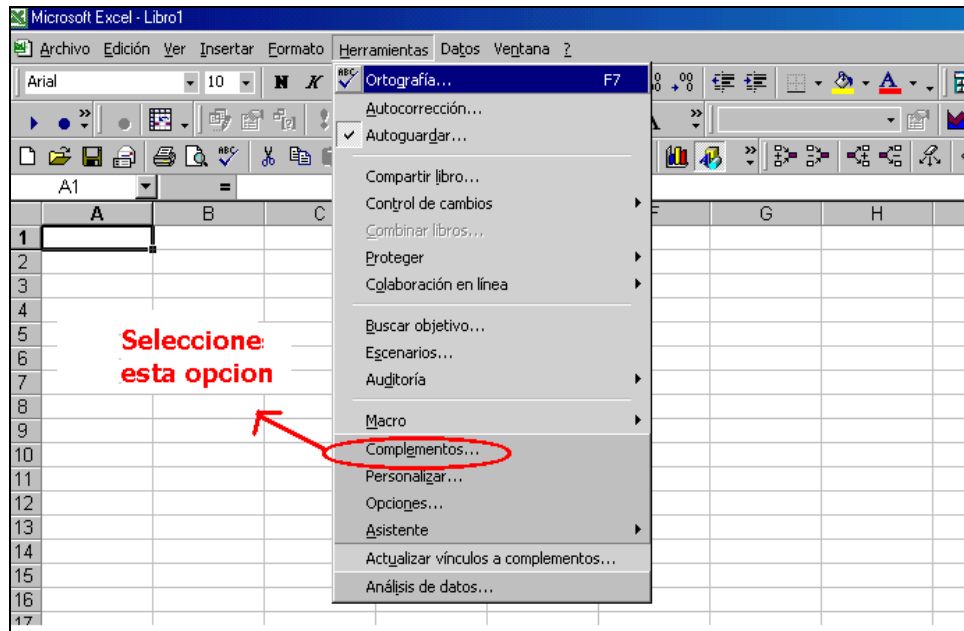 Microsoft Excel - Libro1
Archivo Edición Ver Insertar Formato Herramientas Datos Ventana ?
Arial 10 N K
A1 =
A B C F G H
1
2
3
4
5
6
7
8
9
10
11
12
13
14
15
16
17
Seleccione
esta opcion
ABC Ortografía... F7
Autocorrección...
Autoguardar...
Compartir libro...
Control de cambios
Combinar libros...
Proteger
Colaboración en línea
Buscar objetivo...
Escenarios...
Auditoría
Macro
Complementos...
Personalizar...
Opciones...
Asistente
Actualizar vínculos a complementos...
Análisis de datos...